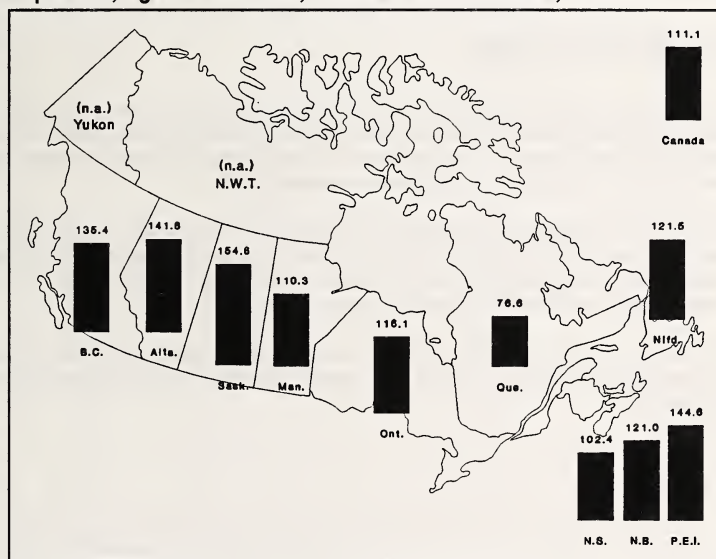 111.1
Canada
(n.a.)
Yukon
(n.a.)
N.W.T.
135.4
B.C.
141.8
Alta.
154.6
Sask.
110.3
Man.
116.1
Ont.
76.6
Que.
121.5
Nlfd.
102.4
N.S.
121.0
N.B.
144.6
P.E.I.